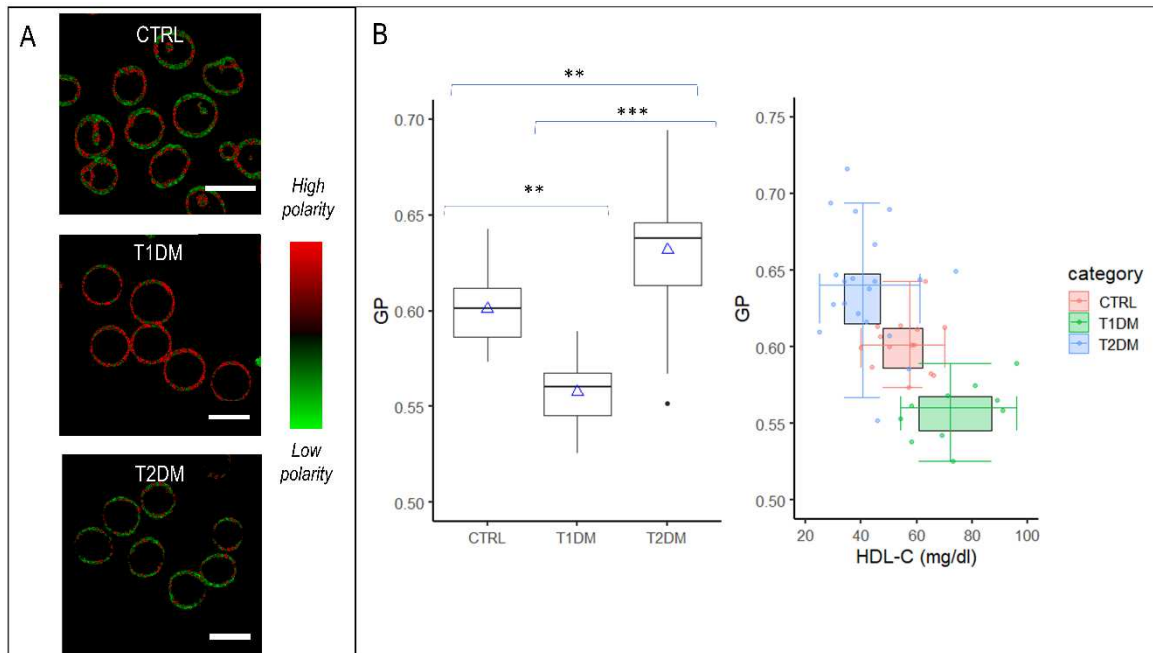 A
CTRL
T1DM
T2DM
High
polarity
Low
polarity
B
**
***
**
GP
0.70
0.65
0.60
0.55
0.50
CTRL
T1DM
T2DM
GP
0.75
0.70
0.65
0.60
0.55
0.50
20
40
60
80
100
HDL-C (mg/dl)
category
CTRL
T1DM
T2DM